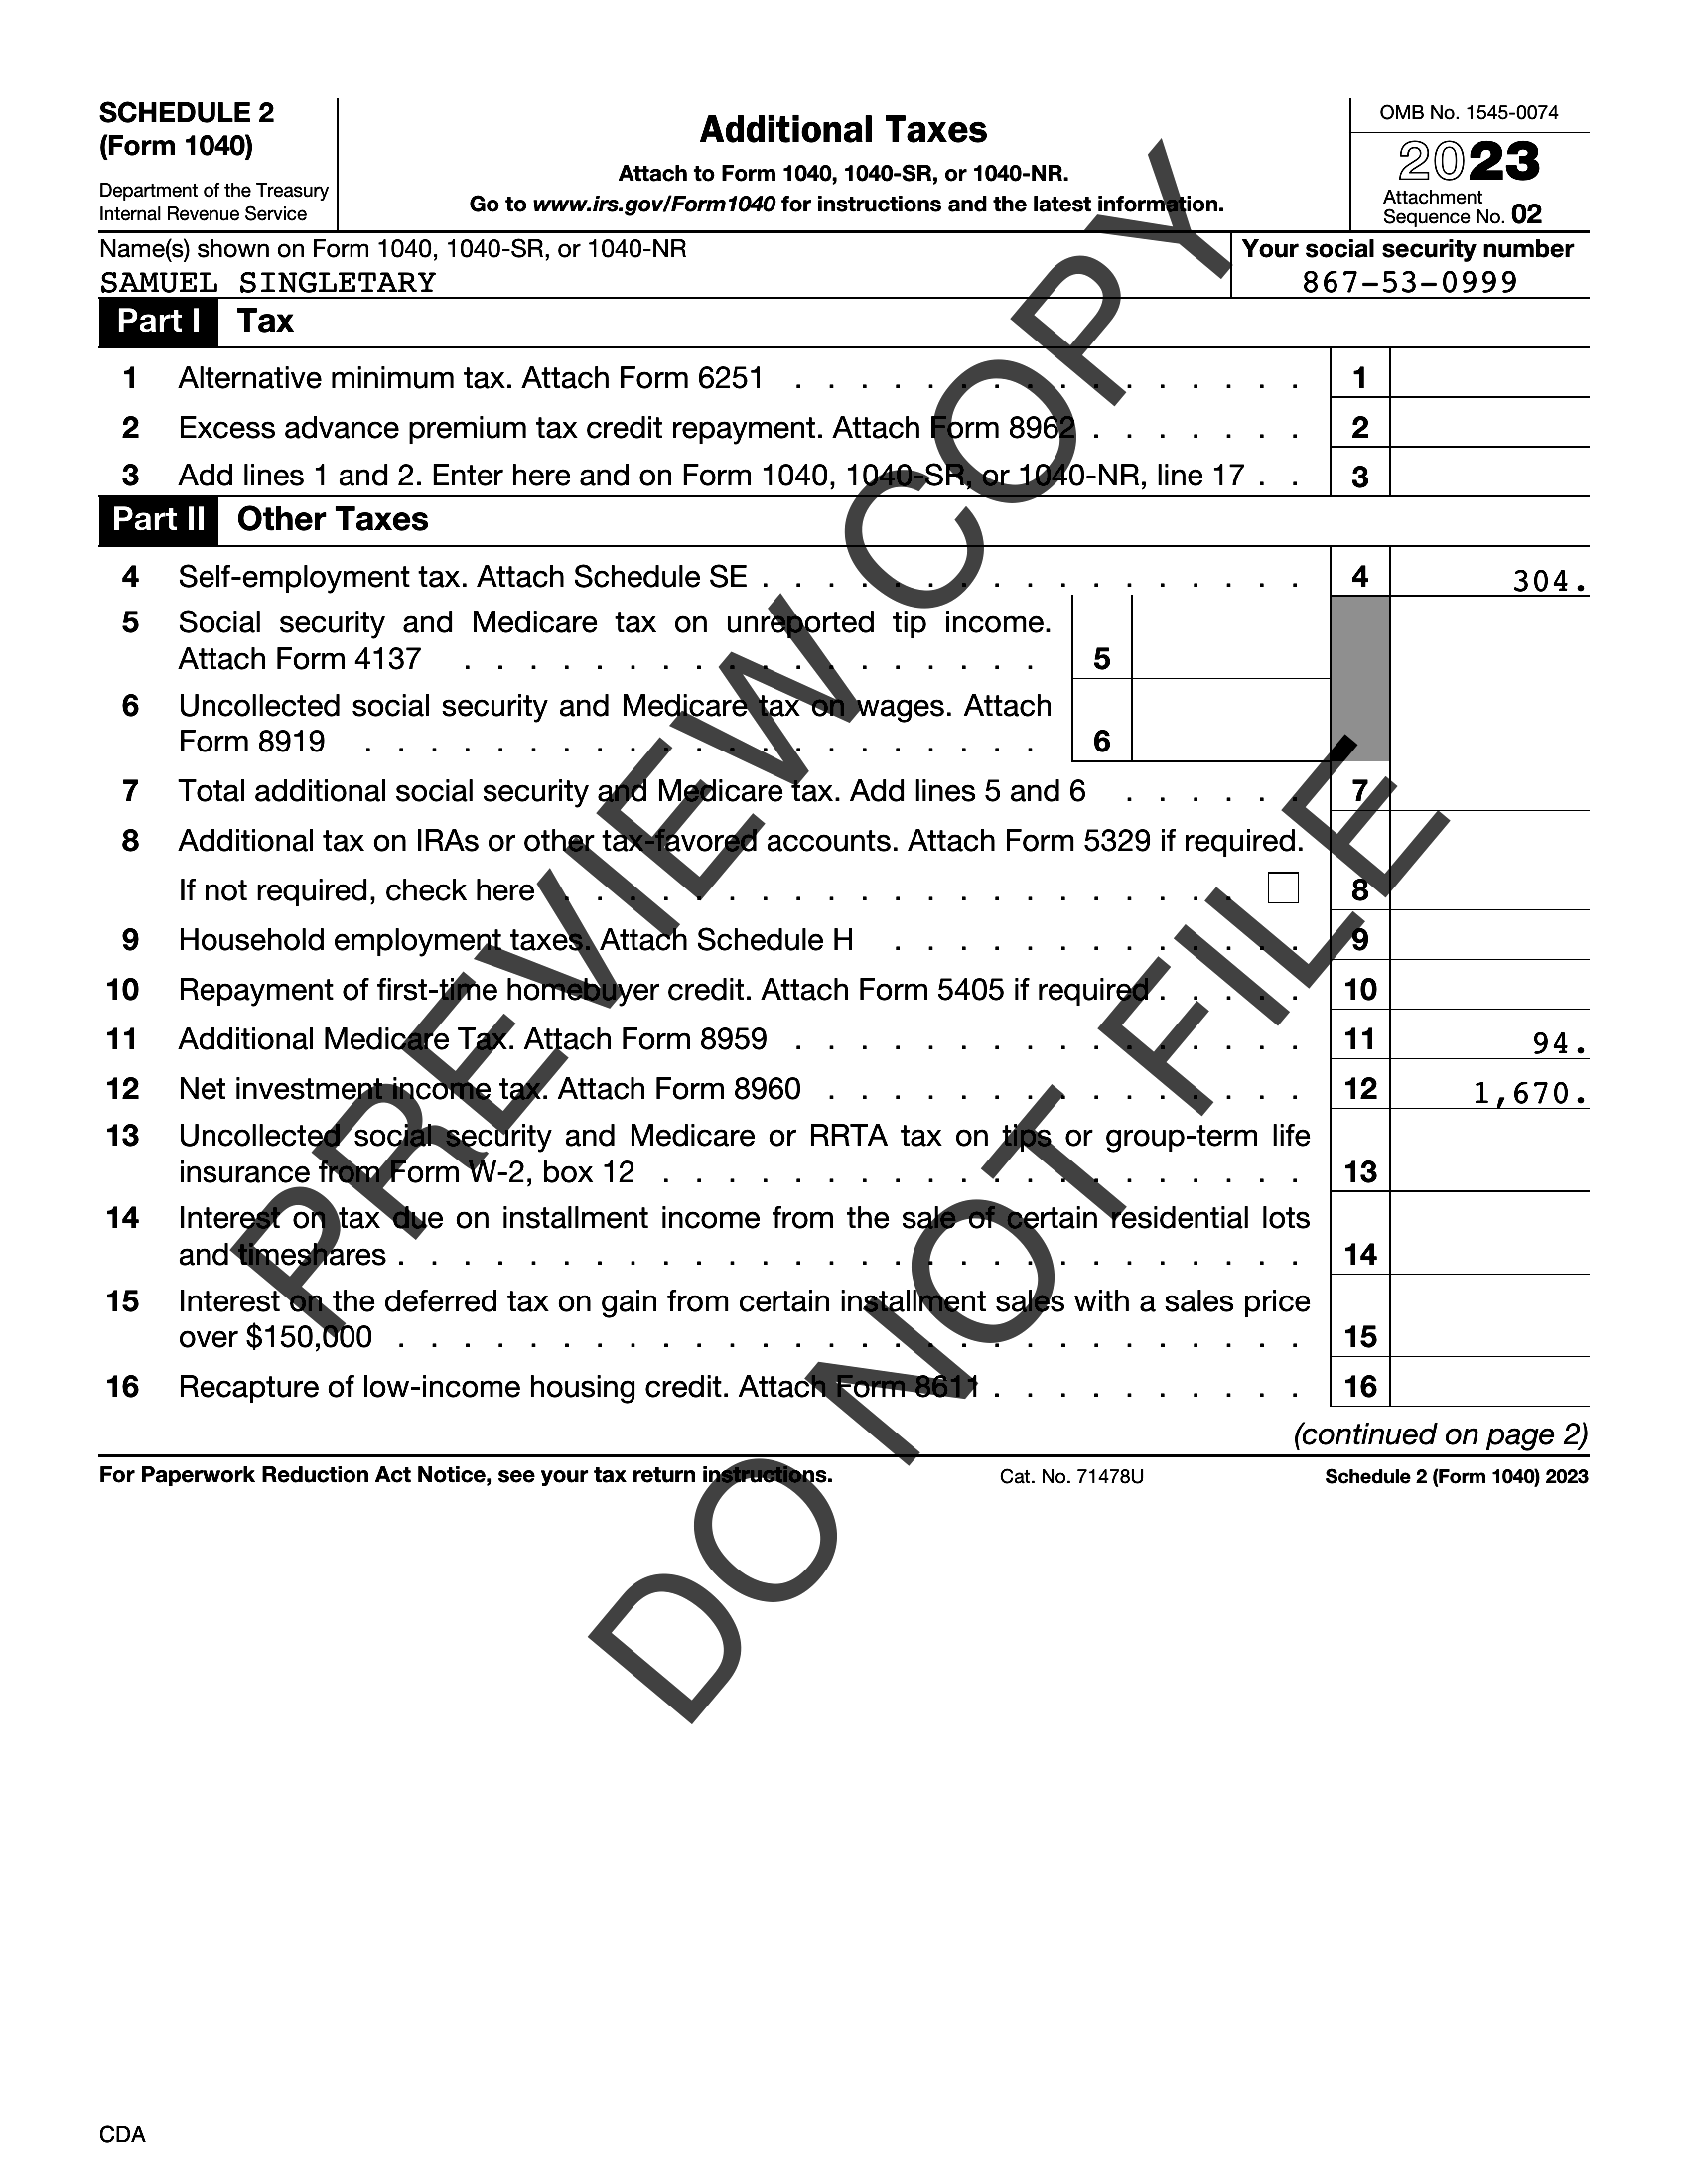 SCHEDULE 2
(Form 1040)
Department of the Treasury
Internal Revenue Service
Additional Taxes
Attach to Form 1040, 1040-SR, or 1040-NR.
Go to www.irs.gov/Form1040 for instructions and the latest information.
OMB No. 1545-0074
2023
Attachment
Sequence No. 02
Name(s) shown on Form 1040, 1040-SR, or 1040-NR
SAMUEL SINGLETARY
Your social security number
867-53-0999
Part I Tax
1 Alternative minimum tax. Attach Form 6251 . . . . . . . . . . . . . . . . 1
2 Excess advance premium tax credit repayment. Attach Form 8962 . . . . . . . 2
3 Add lines 1 and 2. Enter here and on Form 1040, 1040-SR, or 1040-NR, line 17 . . 3
Part II Other Taxes
4 Self-employment tax. Attach Schedule SE . . . . . . . . . . . . . . . . . 4 304.
5 Social security and Medicare tax on unreported tip income.
Attach Form 4137 . . . . . . . . . . . . . . . . . . 5
6 Uncollected social security and Medicare tax on wages. Attach
Form 8919 . . . . . . . . . . . . . . . . . . . . . 6
7 Total additional social security and Medicare tax. Add lines 5 and 6 . . . . . . 7
8 Additional tax on IRAs or other tax-favored accounts. Attach Form 5329 if required.
If not required, check here . . . . . . . . . . . . . . . . . . . . . 8
9 Household employment taxes. Attach Schedule H . . . . . . . . . . . . . 9
10 Repayment of first-time homebuyer credit. Attach Form 5405 if required . . . . . 10
11 Additional Medicare Tax. Attach Form 8959 . . . . . . . . . . . . . . . . 11 94.
12 Net investment income tax. Attach Form 8960 . . . . . . . . . . . . . . . 12 1,670.
13 Uncollected social security and Medicare or RRTA tax on tips or group-term life
insurance from Form W-2, box 12 . . . . . . . . . . . . . . . . . . . . 13
14 Interest on tax due on installment income from the sale of certain residential lots
and timeshares . . . . . . . . . . . . . . . . . . . . . . . . . . . . 14
15 Interest on the deferred tax on gain from certain installment sales with a sales price
over $150,000 . . . . . . . . . . . . . . . . . . . . . . . . . . . . 15
16 Recapture of low-income housing credit. Attach Form 8611 . . . . . . . . . . 16
(continued on page 2)
For Paperwork Reduction Act Notice, see your tax return instructions.
Cat. No. 71478U
Schedule 2 (Form 1040) 2023
PREVIEW COPY
DO NOT FILE
CDA